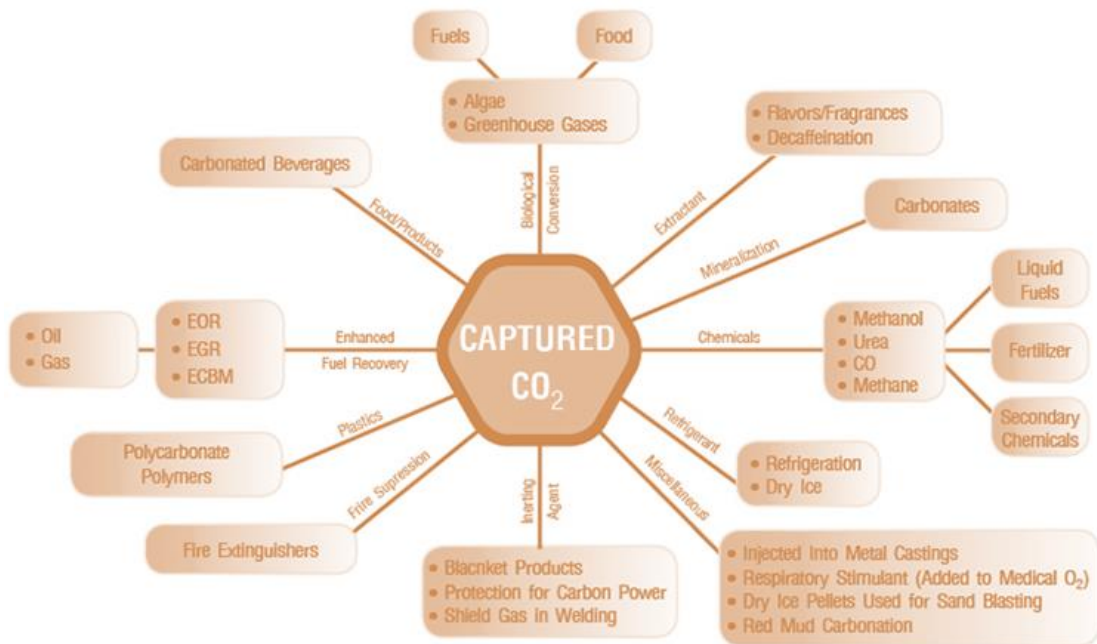 Fuels
Food
• Algae
• Greenhouse Gases
• Flavors/Fragrances
• Decaffeination
Carbonated Beverages
Carbonates
Food/Products
Biological
Conversion
Extractant
Mineralization
Liquid
Fuels
• Oil
• Gas
• EOR
• EGR
• ECBM
Enhanced
Fuel Recovery
CAPTURED
CO₂
Chemicals
• Methanol
• Urea
• CO
• Methane
Fertilizer
Secondary
Chemicals
Plastics
Polycarbonate
Polymers
Refrigerant
• Refrigeration
• Dry Ice
Frire Supression
Fire Extinguishers
Inerting
Agent
Miscellaneous
• Blacnket Products
• Protection for Carbon Power
• Shield Gas in Welding
• Injected Into Metal Castings
• Respiratory Stimulant (Added to Medical O₂)
• Dry Ice Pellets Used for Sand Blasting
• Red Mud Carbonation